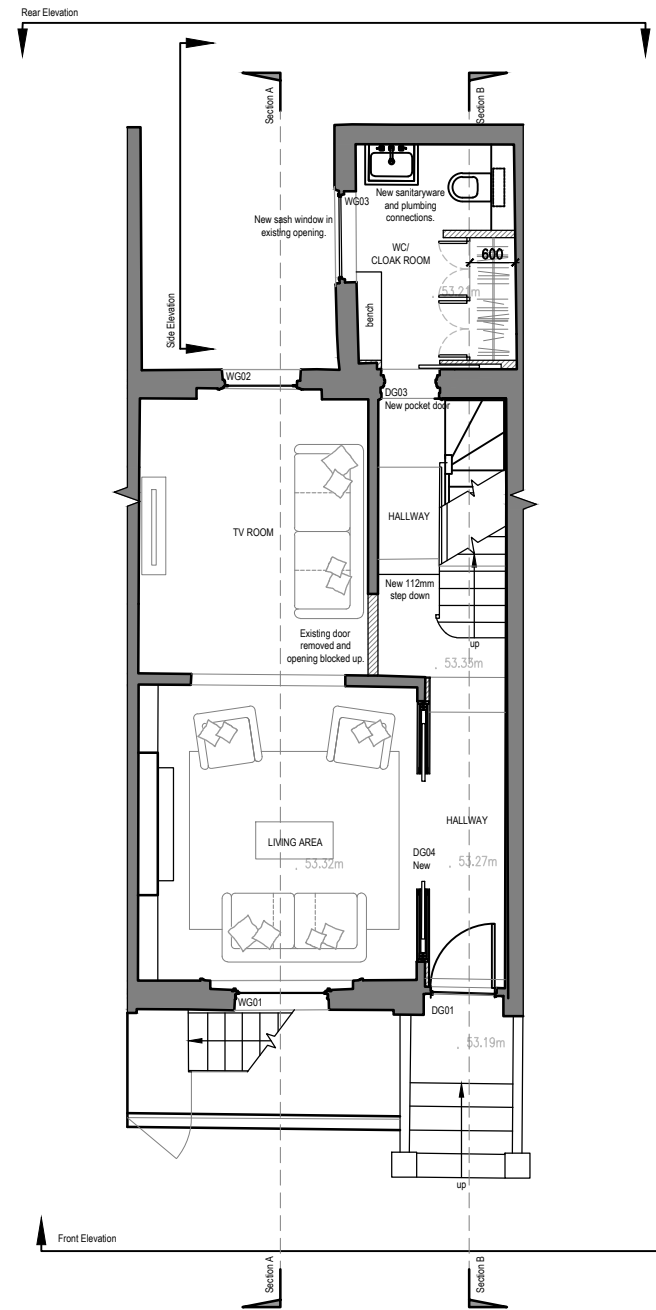 Rear Elevation
Section A
Section B
New sanitaryware
and plumbing
connections.
WG03
New sash window in
existing opening.
WC/
CLOAK ROOM
600
53.21m
Side Elevation
bench
WG02
DG03
New pocket door
TV ROOM
HALLWAY
New 112mm
step down
Existing door
removed and
opening blocked up.
up
53.33m
HALLWAY
LIVING AREA
DG04
New
53.32m
53.27m
WG01
DG01
53.19m
up
Front Elevation
Section A
Section B